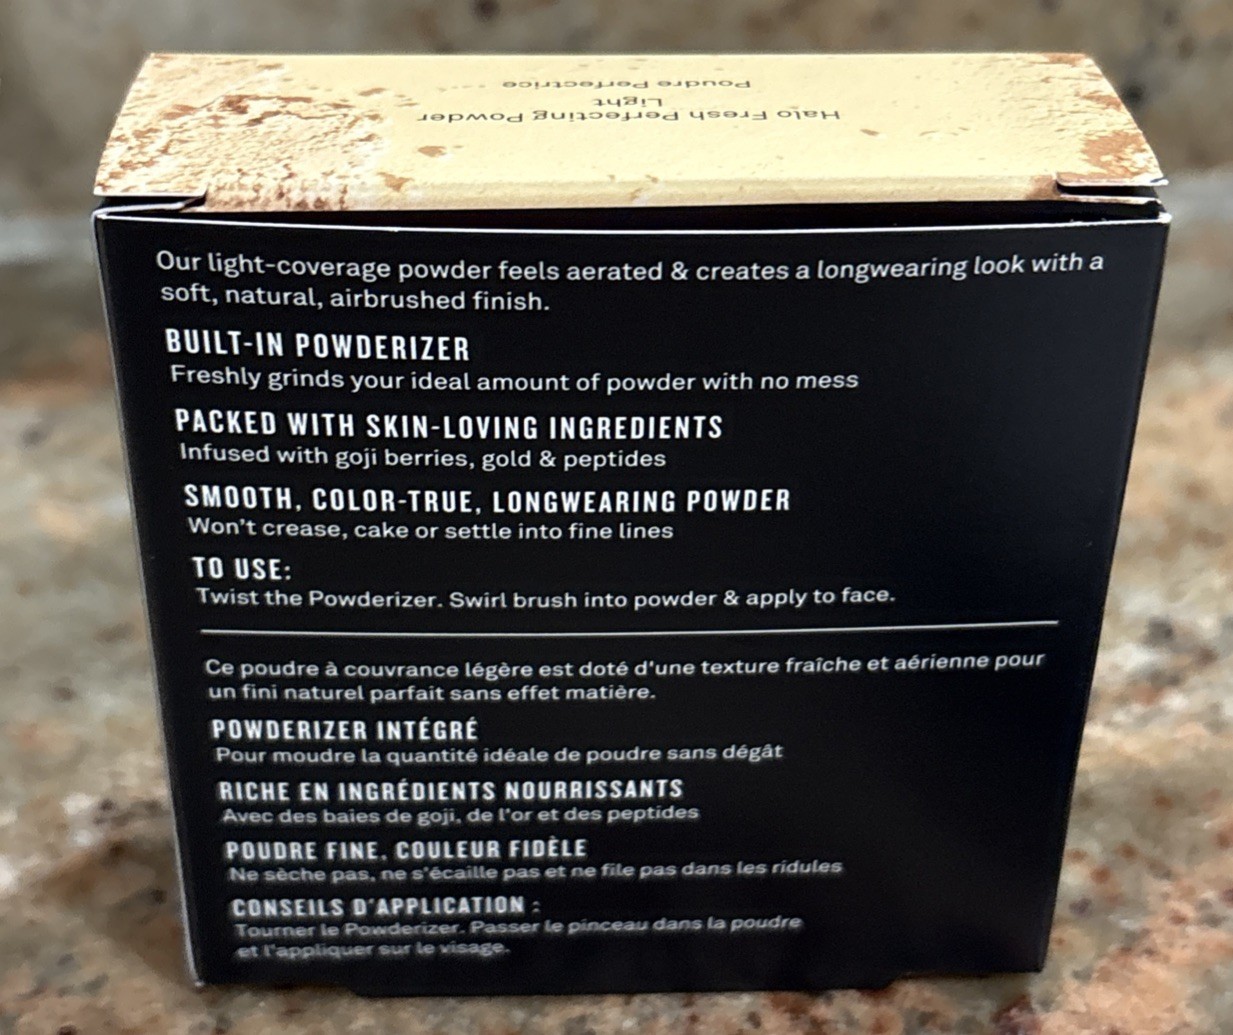 Halo Fresh Perfecting Powder
Light
Poudre Perfectrice
Our light-coverage powder feels aerated & creates a longwearing look with a
soft, natural, airbrushed finish.
BUILT-IN POWDERIZER
Freshly grinds your ideal amount of powder with no mess
PACKED WITH SKIN-LOVING INGREDIENTS
Infused with goji berries, gold & peptides
SMOOTH, COLOR-TRUE, LONGWEARING POWDER
Won't crease, cake or settle into fine lines
TO USE:
Twist the Powderizer. Swirl brush into powder & apply to face.
Ce poudre à couvrance légère est doté d'une texture fraîche et aérienne pour
un fini naturel parfait sans effet matière.
POWDERIZER INTÉGRÉ
Pour moudre la quantité idéale de poudre sans dégât
RICHE EN INGRÉDIENTS NOURRISSANTS
Avec des baies de goji, de l'or et des peptides
POUDRE FINE, COULEUR FIDÈLE
Ne sèche pas, ne s'écaille pas et ne file pas dans les ridules
CONSEILS D'APPLICATION :
Tourner le Powderizer. Passer le pinceau dans la poudre
et l'appliquer sur le visage.